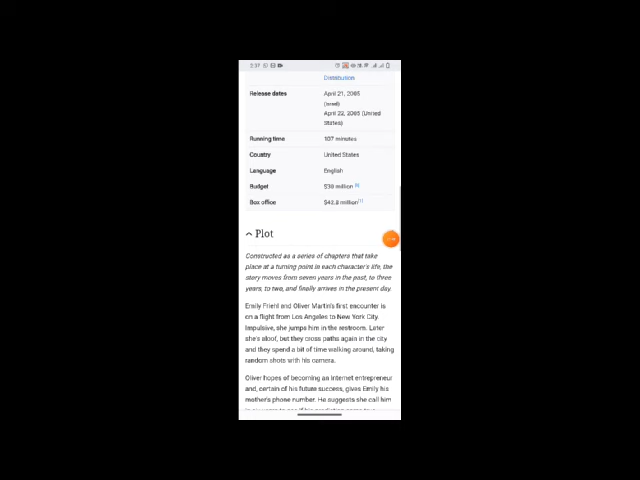 Distribution
Release dates April 21, 2005
(Israel)
April 22, 2005 (United
States)
Running time 107 minutes
Country United States
Language English
Budget $30 million
Box office $42.8 million
Plot
Constructed as a series of chapters that take
place at a turning point in each character's life, the
story moves from seven years in the past, to three
years, to two, and finally arrives in the present day.
Emily Friehl and Oliver Martin's first encounter is
on a flight from Los Angeles to New York City.
Impulsive, she jumps him in the restroom. Later
she's aloof, but they cross paths again in the city
and they spend a bit of time walking around, taking
random shots with his camera.
Oliver hopes of becoming an internet entrepreneur
and, certain of his future success, gives Emily his
mother's phone number. He suggests she call him